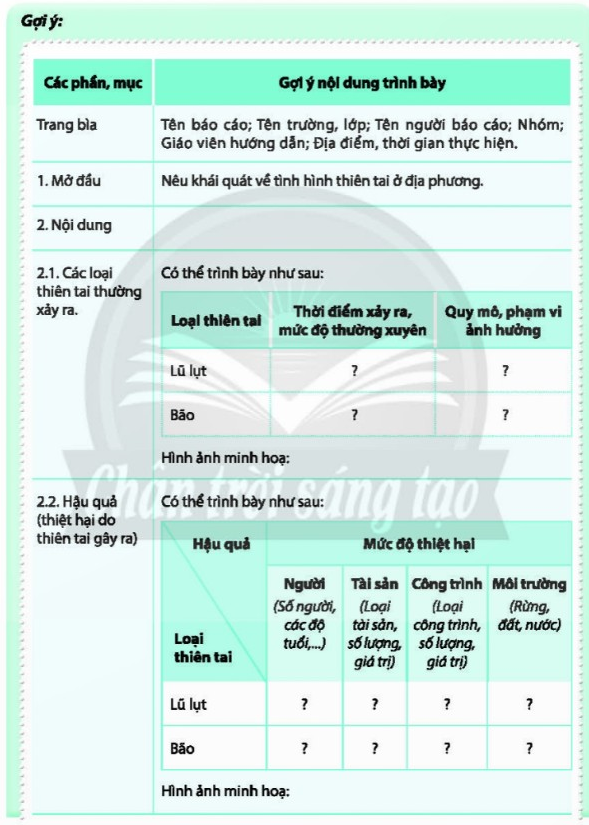 Gợi ý:
Các phần, mục
Gợi ý nội dung trình bày
Trang bìa
Tên báo cáo; Tên trường, lớp; Tên người báo cáo; Nhóm;
Giáo viên hướng dẫn; Địa điểm, thời gian thực hiện.
1. Mở đầu
Nêu khái quát về tình hình thiên tai ở địa phương.
2. Nội dung
2.1. Các loại
thiên tai thường
xảy ra.
Có thể trình bày như sau:
Loại thiên tai
Thời điểm xảy ra,
mức độ thường xuyên
Quy mô, phạm vi
ảnh hưởng
Lũ lụt
?
?
Bão
?
?
Hình ảnh minh hoạ:
Chân trời sáng tạo
2.2. Hậu quả
(thiệt hại do
thiên tai gây ra)
Có thể trình bày như sau:
Hậu quả
Loại
thiên tai
Mức độ thiệt hại
Người
(Số người,
các độ
tuổi,...)
Tài sản
(Loại
tài sản,
số lượng,
giá trị)
Công trình
(Loại
công trình,
số lượng,
giá trị)
Môi trường
(Rừng,
đất, nước)
Lũ lụt
?
?
?
?
Bão
?
?
?
?
Hình ảnh minh hoạ: